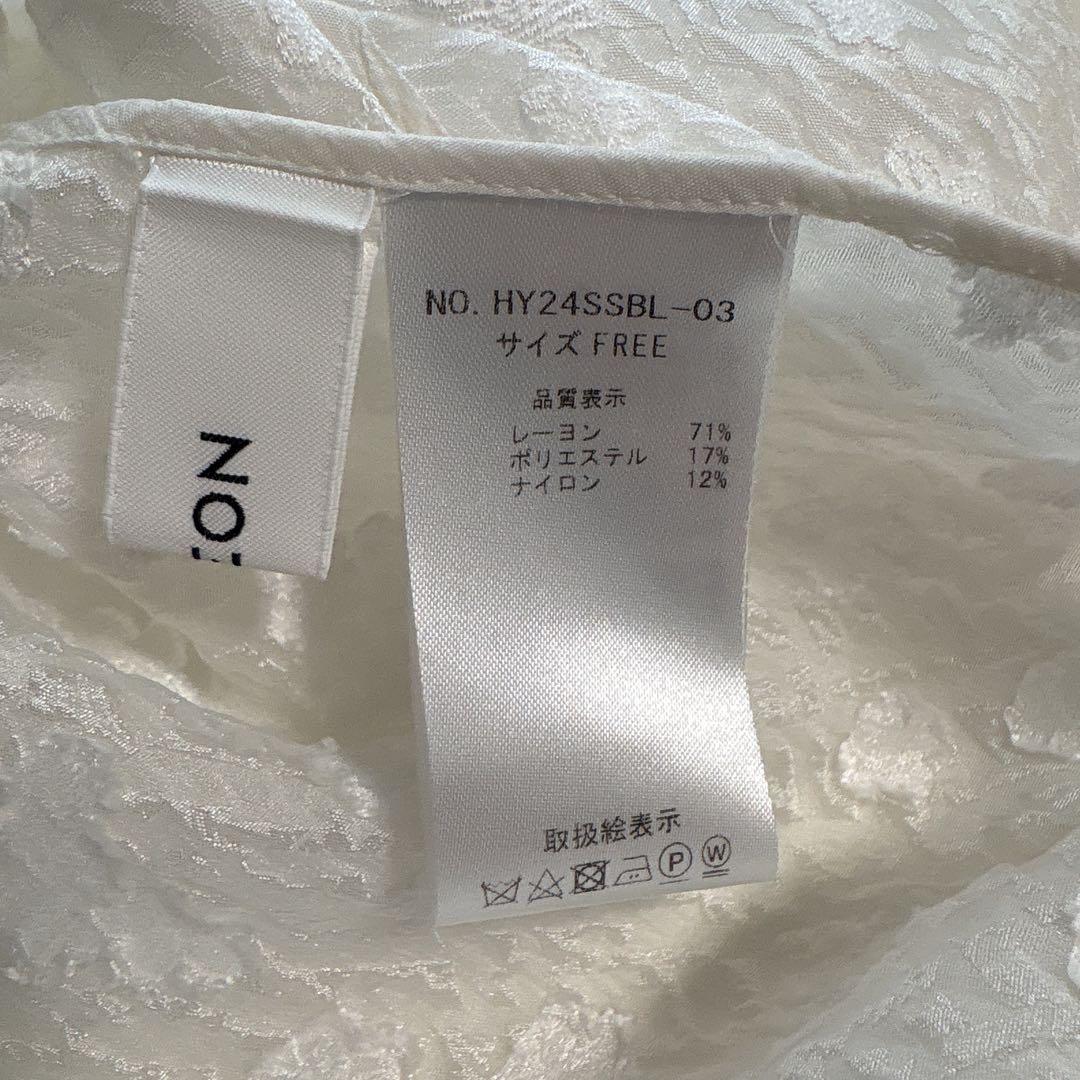 EON
NO. HY24SSBL-03
サイズ FREE
品質表示
レーヨン 71%
ポリエステル 17%
ナイロン 12%
取扱絵表示
P W